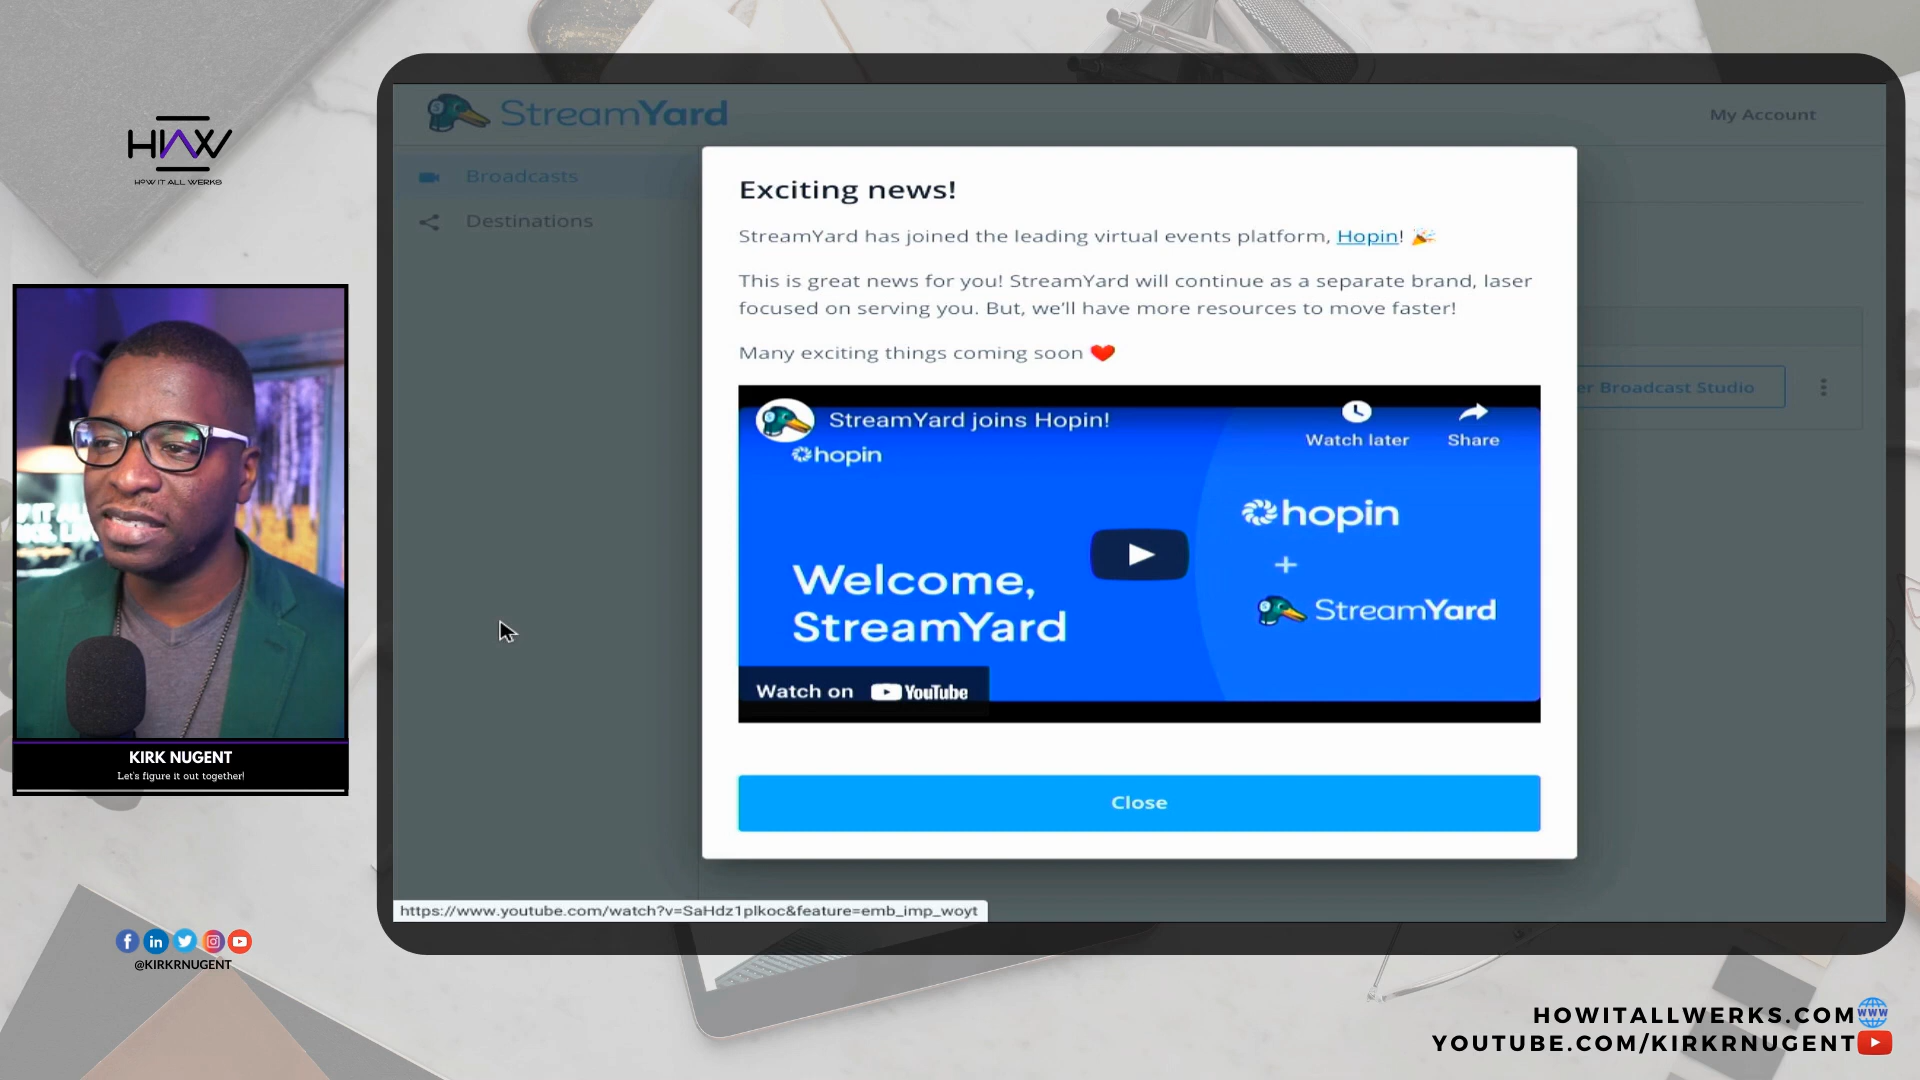 HIAW
HOW IT ALL WERKS
KIRK NUGENT
Let's figure it out together!
@KIRKRNUGENT
StreamYard
My Account
Broadcasts
Destinations
er Broadcast Studio
Exciting news!
StreamYard has joined the leading virtual events platform, Hopin! 🎉
This is great news for you! StreamYard will continue as a separate brand, laser
focused on serving you. But, we'll have more resources to move faster!
Many exciting things coming soon ❤️
StreamYard joins Hopin!
Watch later
Share
hopin
hopin
+
StreamYard
Welcome,
StreamYard
Watch on YouTube
Close
https://www.youtube.com/watch?v=SaHdz1plkoc&feature=emb_imp_woyt
HOWITALLWERKS.COM
YOUTUBE.COM/KIRKRNUGENT